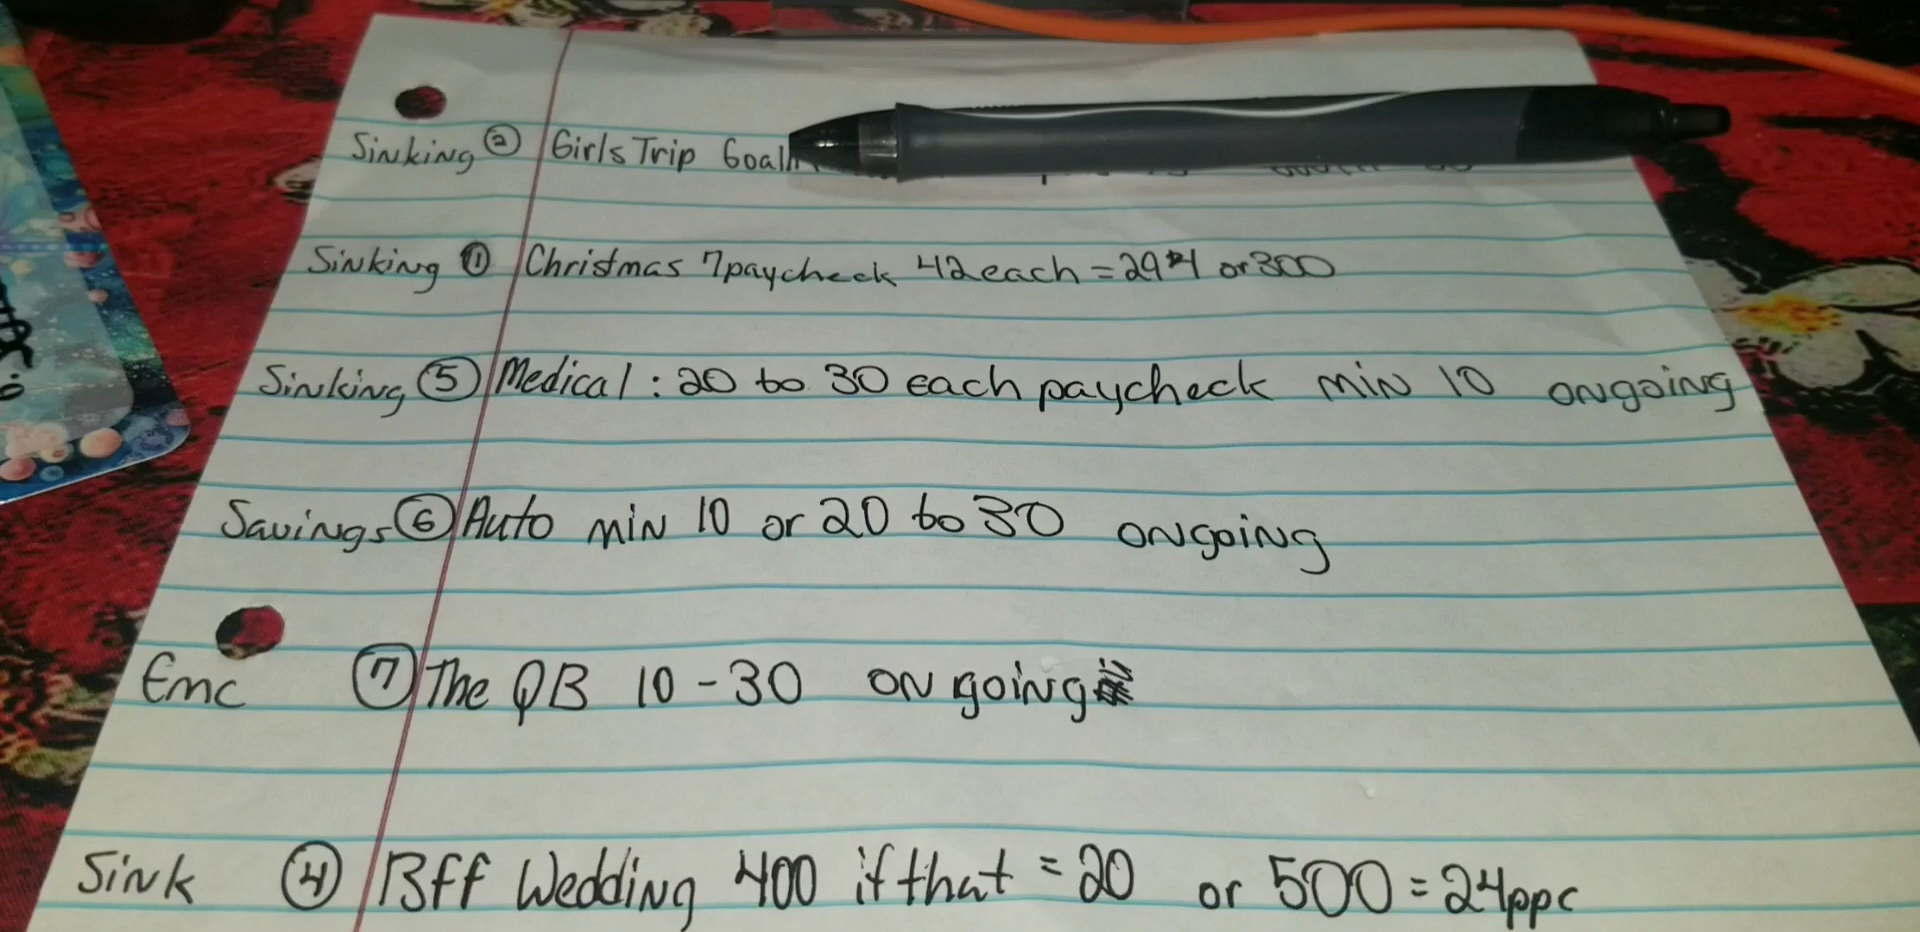 Sinking ② Girls Trip Goal
Sinking ① Christmas 7paycheck 42each = 294 or 300
Sinking ⑤ Medical : 20 to 30 each paycheck min 10 ongoing
Savings ⑥ Auto min 10 or 20 to 30 ongoing
Emc ⑦ The QB 10 - 30 ongoing
Sink ④ Bff Wedding 400 if that = 20 or 500 = 24ppc